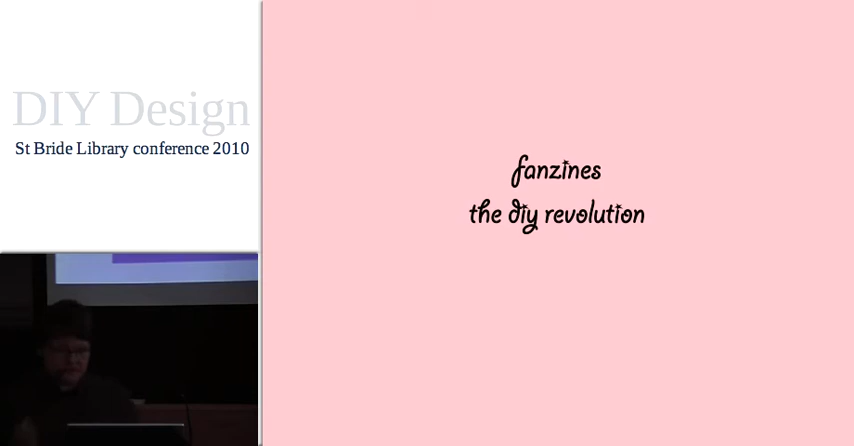 DIY Design
St Bride Library conference 2010
fanzines
the diy revolution